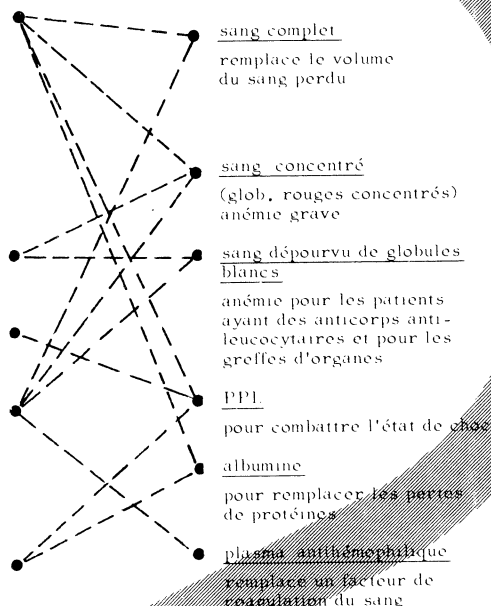 sang complet
remplace le volume
du sang perdu
sang concentré
(glob. rouges concentrés)
anémie grave
sang dépourvu de globules
blancs
anémie pour les patients
ayant des anticorps anti-
leucocytaires et pour les
greffes d'organes
PPL
pour combattre l'état de choc
albumine
pour remplacer les pertes
de protéines
plasma antihémophilique
remplace un facteur de
coagulation du sang